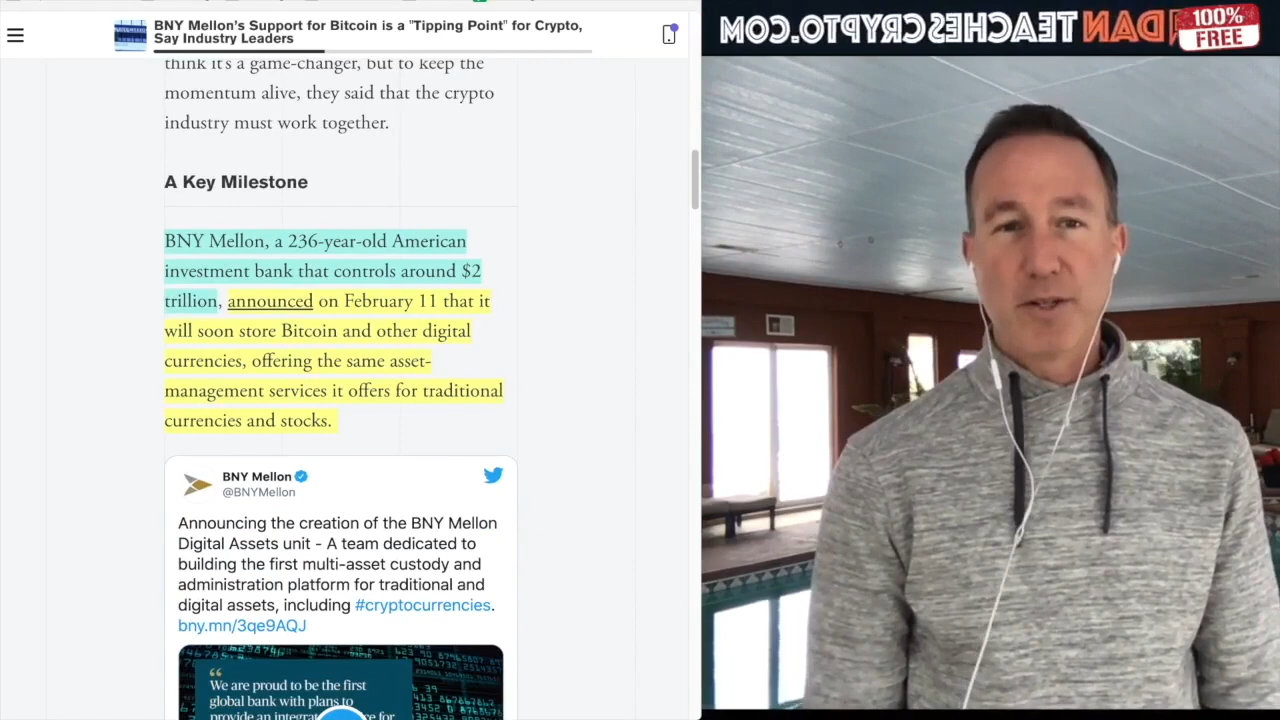 BNY Mellon's Support for Bitcoin is a "Tipping Point" for Crypto,
Say Industry Leaders
think it's a game-changer, but to keep the
momentum alive, they said that the crypto
industry must work together.
A Key Milestone
BNY Mellon, a 236-year-old American
investment bank that controls around $2
trillion, announced on February 11 that it
will soon store Bitcoin and other digital
currencies, offering the same asset-
management services it offers for traditional
currencies and stocks.
BNY Mellon
@BNYMellon
Announcing the creation of the BNY Mellon
Digital Assets unit - A team dedicated to
building the first multi-asset custody and
administration platform for traditional and
digital assets, including #cryptocurrencies.
bny.mn/3qe9AQJ
We are proud to be the first
global bank with plans to
DANTEACHESCRYPTO.COM
100%
FREE